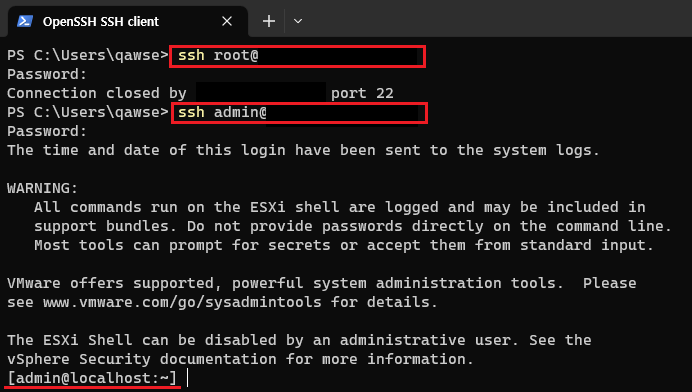 OpenSSH SSH client
PS C:\Users\qawse> ssh root@
Password:
Connection closed by port 22
PS C:\Users\qawse> ssh admin@
Password:
The time and date of this login have been sent to the system logs.
WARNING:
All commands run on the ESXi shell are logged and may be included in
support bundles. Do not provide passwords directly on the command line.
Most tools can prompt for secrets or accept them from standard input.
VMware offers supported, powerful system administration tools. Please
see www.vmware.com/go/sysadmintools for details.
The ESXi Shell can be disabled by an administrative user. See the
vSphere Security documentation for more information.
[admin@localhost:~]